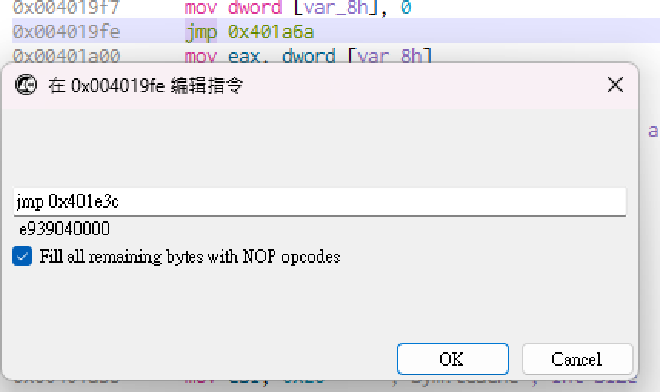 0x004019f7 mov dword [var_8h], 0
0x004019fe jmp 0x401a6a
0x00401a00 mov eax, dword [var_8h]
在 0x004019fe 编辑指令
a
jmp 0x401e3c
e939040000
Fill all remaining bytes with NOP opcodes
OK Cancel